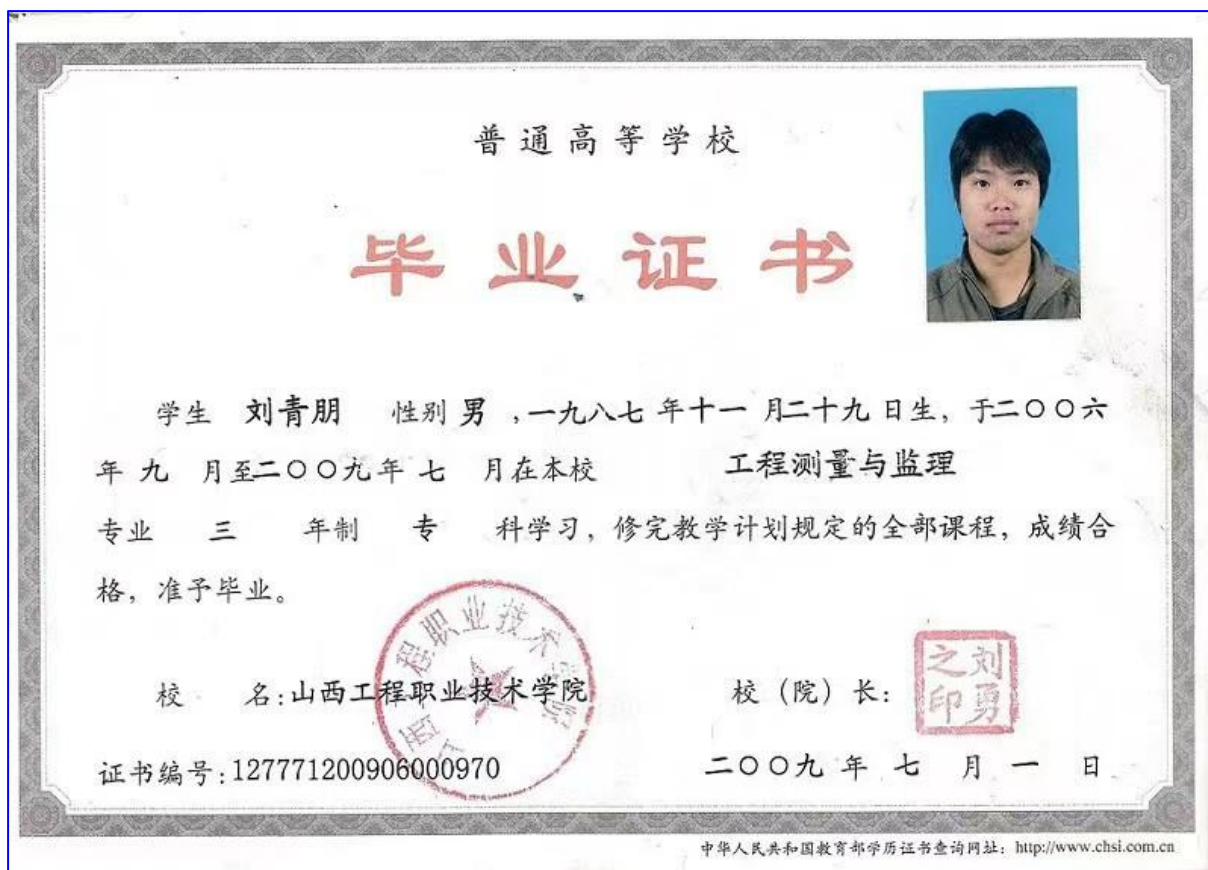 普通高等学校
毕业证书
学生 刘青朋 性别 男 ,一九八七 年十一 月二十九 日生，于二〇〇六
年 九 月至二〇〇九年 七 月在本校 工程测量与监理
专业 三 年制 专 科学习，修完教学计划规定的全部课程，成绩合
格，准予毕业。
校 名:山西工程职业技术学院
校（院）长:
刘勇之印
证书编号:127771200906000970
二〇〇九 年 七 月 一 日
中华人民共和国教育部学历证书查询网址: http://www.chsi.com.cn